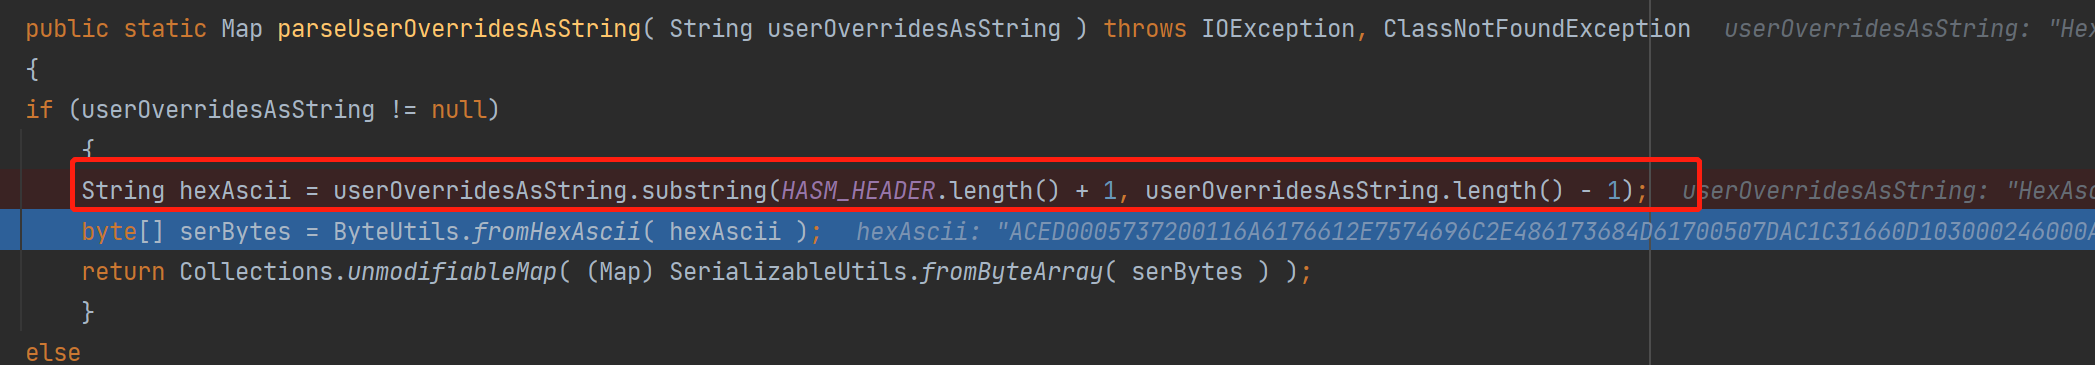 public static Map parseUserOverridesAsString( String userOverridesAsString ) throws IOException, ClassNotFoundException   userOverridesAsString: "Hex
{
if (userOverridesAsString != null)
{
String hexAscii = userOverridesAsString.substring(HASM_HEADER.length() + 1, userOverridesAsString.length() - 1);   userOverridesAsString: "HexAsc
byte[] serBytes = ByteUtils.fromHexAscii( hexAscii );   hexAscii: "ACED0005737200116A6176612E7574696C2E486173684D61700507DAC1C31660D103000246000A
return Collections.unmodifiableMap( (Map) SerializableUtils.fromByteArray( serBytes ) );
}
else